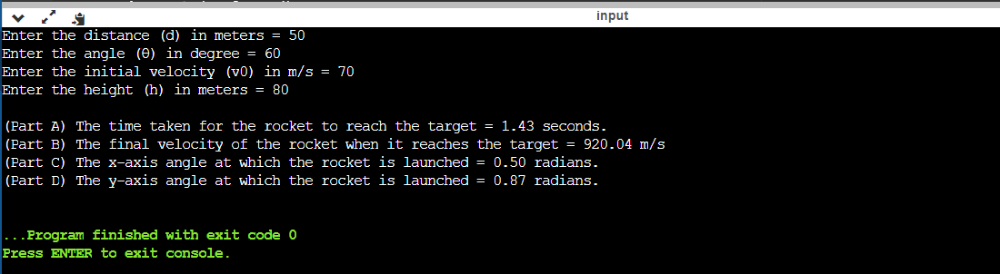 input
Enter the distance (d) in meters = 50
Enter the angle (θ) in degree = 60
Enter the initial velocity (v0) in m/s = 70
Enter the height (h) in meters = 80
(Part A) The time taken for the rocket to reach the target = 1.43 seconds.
(Part B) The final velocity of the rocket when it reaches the target = 920.04 m/s
(Part C) The x-axis angle at which the rocket is launched = 0.50 radians.
(Part D) The y-axis angle at which the rocket is launched = 0.87 radians.
...Program finished with exit code 0
Press ENTER to exit console.